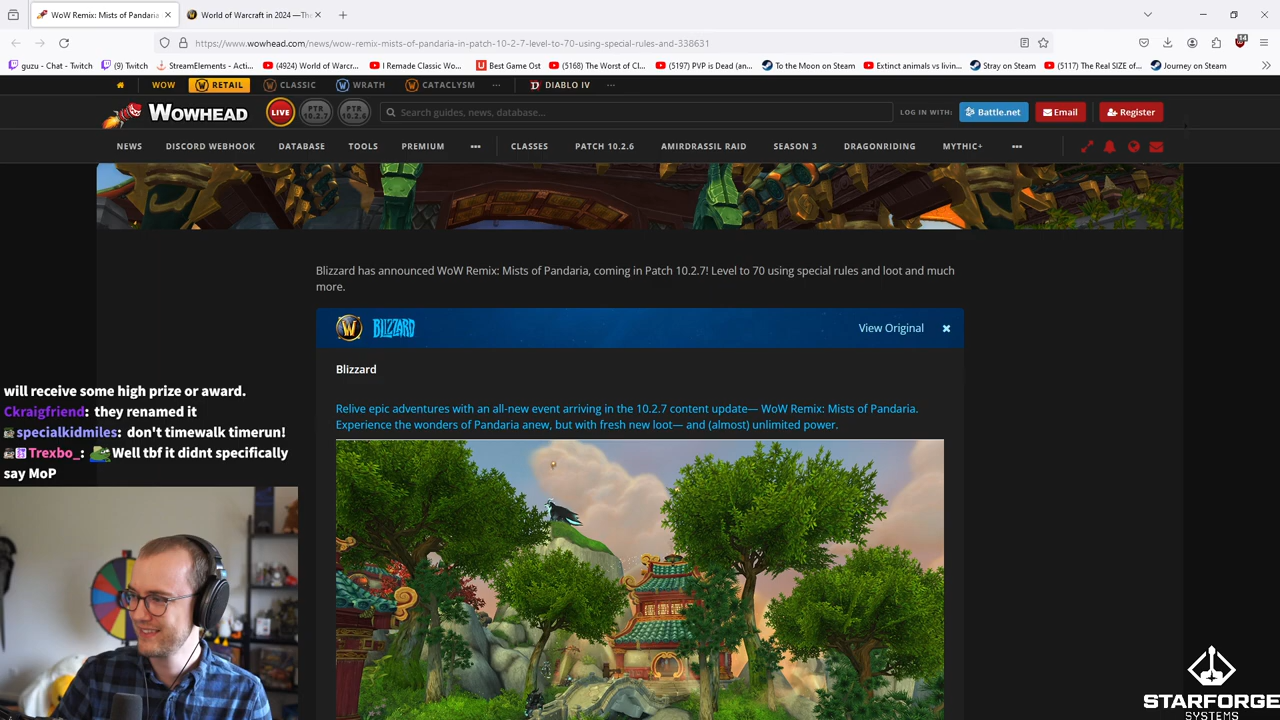 WoW Remix: Mists of Pandaria
World of Warcraft in 2024 —The
https://www.wowhead.com/news/wow-remix-mists-of-pandaria-in-patch-10-2-7-level-to-70-using-special-rules-and-338631
guzu - Chat - Twitch
(9) Twitch
StreamElements - Acti...
(4924) World of Warcr...
I Remade Classic Wo...
Best Game Ost
(5168) The Worst of Cl...
(5197) PVP is Dead (an...
To the Moon on Steam
Extinct animals vs livin...
Stray on Steam
(5117) The Real SIZE of...
Journey on Steam
WOW
RETAIL
CLASSIC
WRATH
CATACLYSM
DIABLO IV
WOWHEAD
LIVE
PTR 10.2.7
PTR 10.2.6
Search guides, news, database...
LOG IN WITH:
Battle.net
Email
Register
NEWS
DISCORD WEBHOOK
DATABASE
TOOLS
PREMIUM
CLASSES
PATCH 10.2.6
AMIRDRASSIL RAID
SEASON 3
DRAGONRIDING
MYTHIC+
Blizzard has announced WoW Remix: Mists of Pandaria, coming in Patch 10.2.7! Level to 70 using special rules and loot and much
more.
BLIZZARD
View Original
Blizzard
Relive epic adventures with an all-new event arriving in the 10.2.7 content update— WoW Remix: Mists of Pandaria.
Experience the wonders of Pandaria anew, but with fresh new loot— and (almost) unlimited power.
will receive some high prize or award.
Ckraigfriend: they renamed it
specialkidmiles: don't timewalk timerun!
Trexbo_: Well tbf it didnt specifically
say MoP
STARFORGE
SYSTEMS